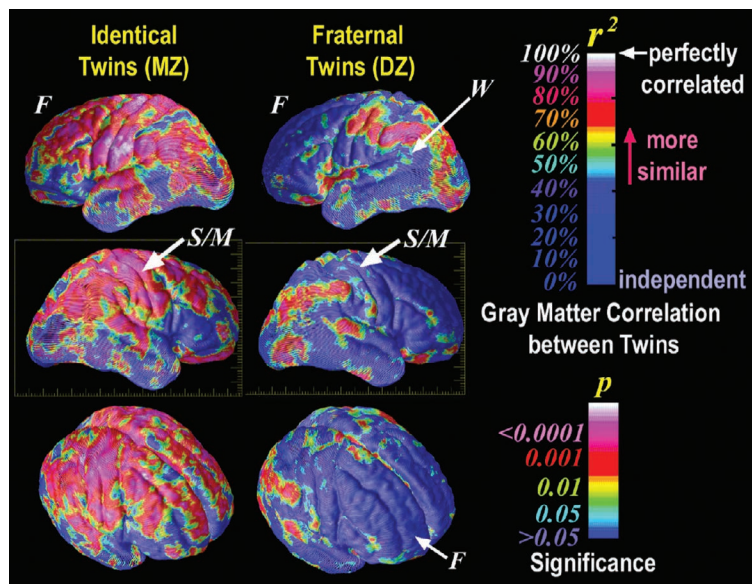 Identical
Twins (MZ)
Fraternal
Twins (DZ)
F
F
W
S/M
S/M
F
r²
100%
90%
80%
70%
60%
50%
40%
30%
20%
10%
0%
perfectly
correlated
more
similar
independent
Gray Matter Correlation
between Twins
p
<0.0001
0.001
0.01
0.05
>0.05
Significance